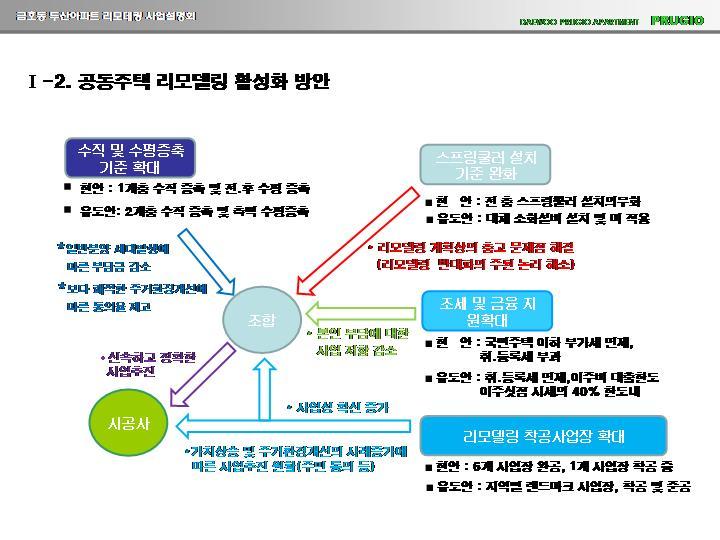 금호동 두산아파트 리모데링 사업설명회
DAEWOO PRUGIO APARTMENT PRUGIO
Ⅰ-2. 공동주택 리모델링 활성화 방안
수직 및 수평증축
기준 확대
■ 현안 : 1개층 수직 증축 및 전.후 수평 증축
■ 유도안: 2개층 수직 증축 및 측벽 수평증축
스프링쿨러 설치
기준 완화
■ 현 안 : 전 층 스프링쿨러 설치의무화
■ 유도안 : 대체 소화설비 설치 및 미 적용
*일반분양 세대발생에
따른 부담금 감소
*보다 쾌적한 주거환경개선에
따른 동의율 제고
• 리모델링 계획상의 층고 문제점 해결
(리모델링 반대파의 주된 논리 해소)
조합
조세 및 금융 지
원확대
• 본인 부담에 대한
사업 저항 감소
■ 현 안 : 국민주택 이하 부가세 면제,
취.등록세 부과
■ 유도안 : 취.등록세 면제,이주비 대출한도
이주싯점 시세의 40% 한도내
• 신속하고 정확한
사업추진
시공사
• 사업성 확신 증가
리모델링 착공사업장 확대
•가치상승 및 주거환경개선의 사례증가에
따른 사업추진 원활(주민 동의 등)
■ 현안 : 6개 사업장 완공, 1개 사업장 착공 중
■ 유도안 : 지역별 랜드마크 사업장, 착공 및 준공